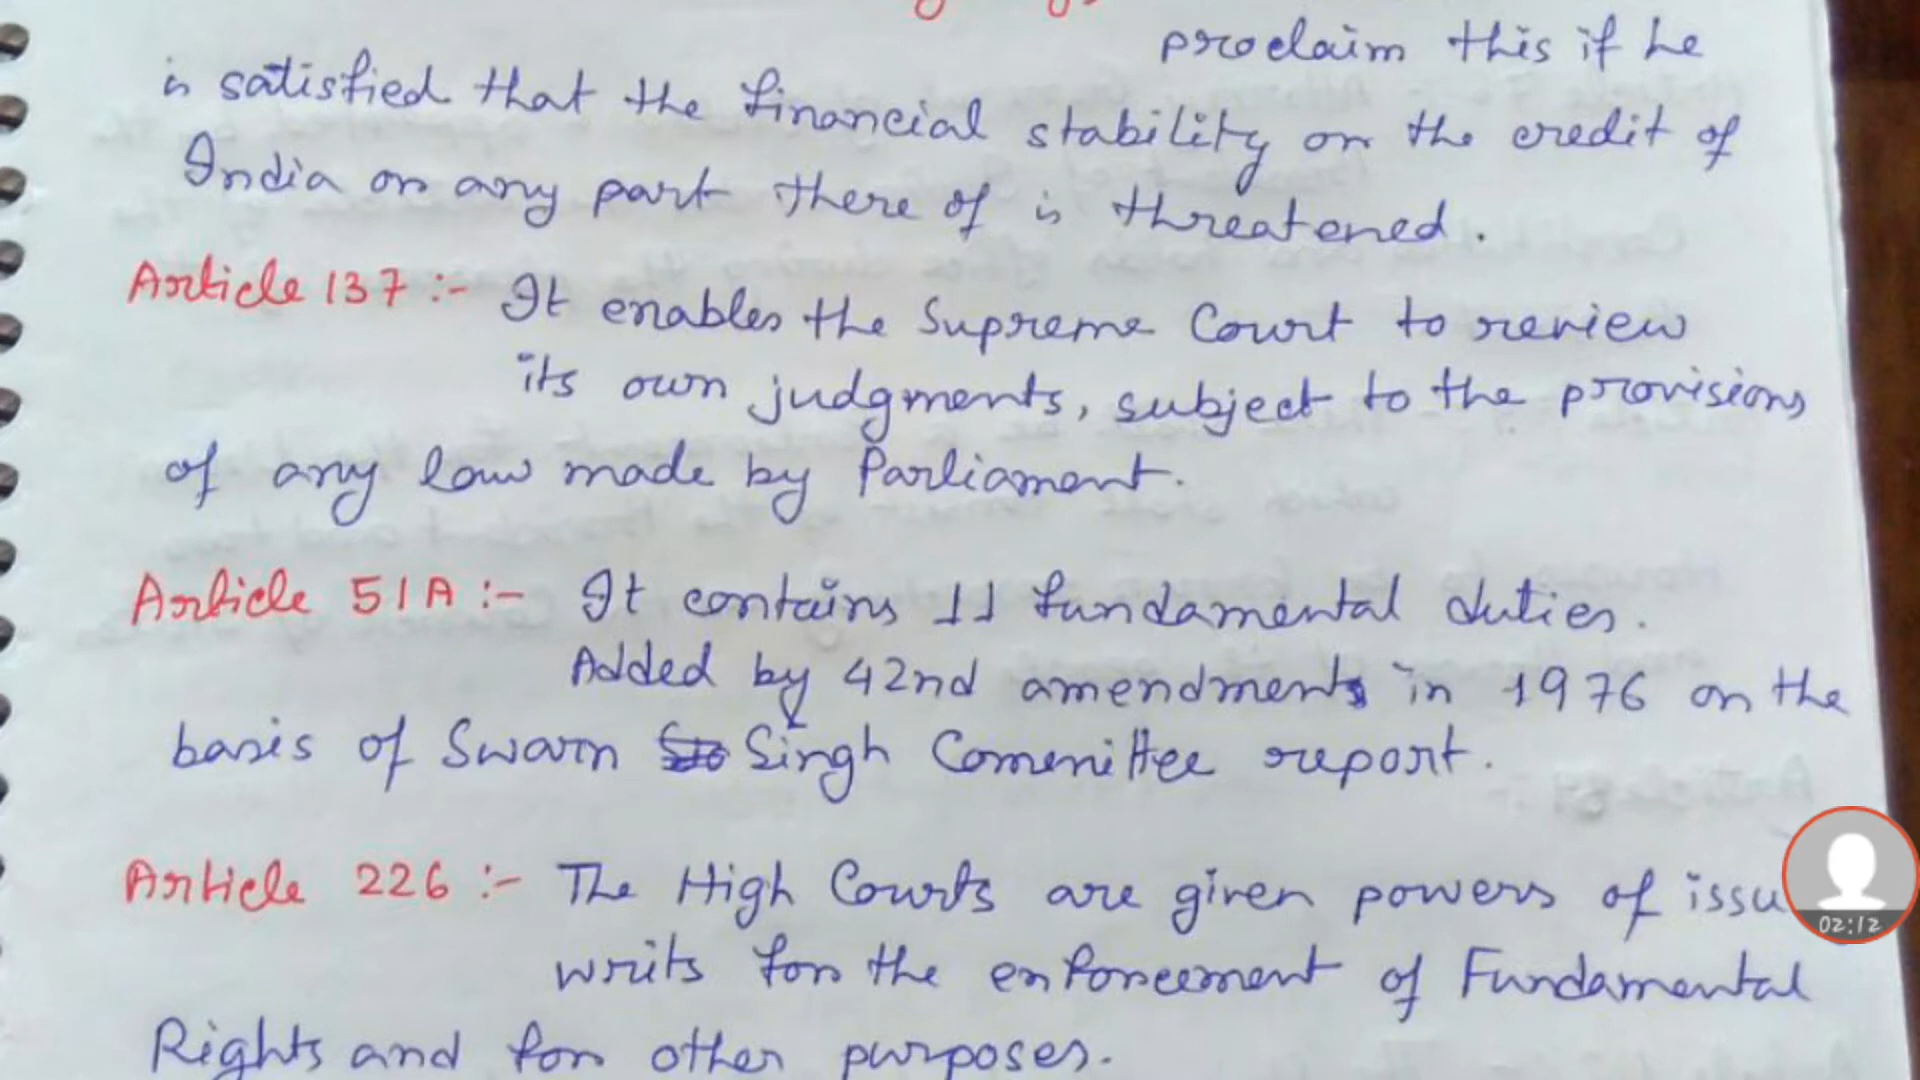 proclaim this if he
is satisfied that the financial stability or the credit of
India or any part there of is threatened.
Article 137 :- It enables the Supreme Court to review
its own judgments, subject to the provisions
of any law made by Parliament.
Article 51A :- It contains 11 fundamental duties.
Added by 42nd amendments in 1976 on the
basis of Swarn Singh Commenittee report.
Article 226 :- The High Courts are given powers of issu
writs for the enforcement of Fundamental
Rights and for other purposes.
02:12